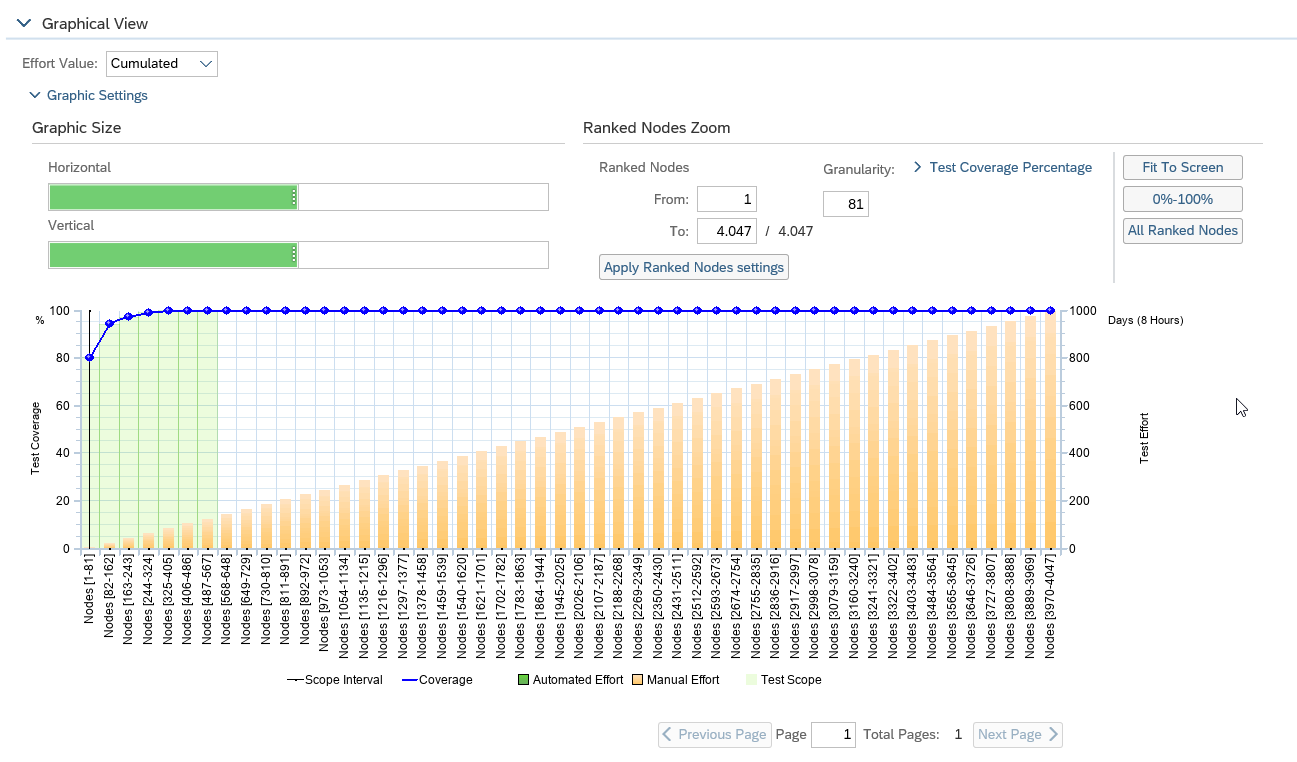 Graphical View
Effort Value: Cumulated
Graphic Settings
Graphic Size
Ranked Nodes Zoom
Horizontal
Vertical
Ranked Nodes
From: 1
To: 4.047 / 4.047
Apply Ranked Nodes settings
Granularity:
81
Test Coverage Percentage
Fit To Screen
0%-100%
All Ranked Nodes
%
Test Coverage
100
80
60
40
20
0
1000
800
600
400
200
0
Days (8 Hours)
Test Effort
Nodes [1-81]
Nodes [82-162]
Nodes [163-243]
Nodes [244-324]
Nodes [325-405]
Nodes [406-486]
Nodes [487-567]
Nodes [568-648]
Nodes [649-729]
Nodes [730-810]
Nodes [811-891]
Nodes [892-972]
Nodes [973-1053]
Nodes [1054-1134]
Nodes [1135-1215]
Nodes [1216-1296]
Nodes [1297-1377]
Nodes [1378-1458]
Nodes [1459-1539]
Nodes [1540-1620]
Nodes [1621-1701]
Nodes [1702-1782]
Nodes [1783-1863]
Nodes [1864-1944]
Nodes [1945-2025]
Nodes [2026-2106]
Nodes [2107-2187]
Nodes [2188-2268]
Nodes [2269-2349]
Nodes [2350-2430]
Nodes [2431-2511]
Nodes [2512-2592]
Nodes [2593-2673]
Nodes [2674-2754]
Nodes [2755-2835]
Nodes [2836-2916]
Nodes [2917-2997]
Nodes [2998-3078]
Nodes [3079-3159]
Nodes [3160-3240]
Nodes [3241-3321]
Nodes [3322-3402]
Nodes [3403-3483]
Nodes [3484-3564]
Nodes [3565-3645]
Nodes [3646-3726]
Nodes [3727-3807]
Nodes [3808-3888]
Nodes [3889-3969]
Nodes [3970-4047]
Scope Interval Coverage Automated Effort Manual Effort Test Scope
Previous Page Page 1 Total Pages: 1 Next Page